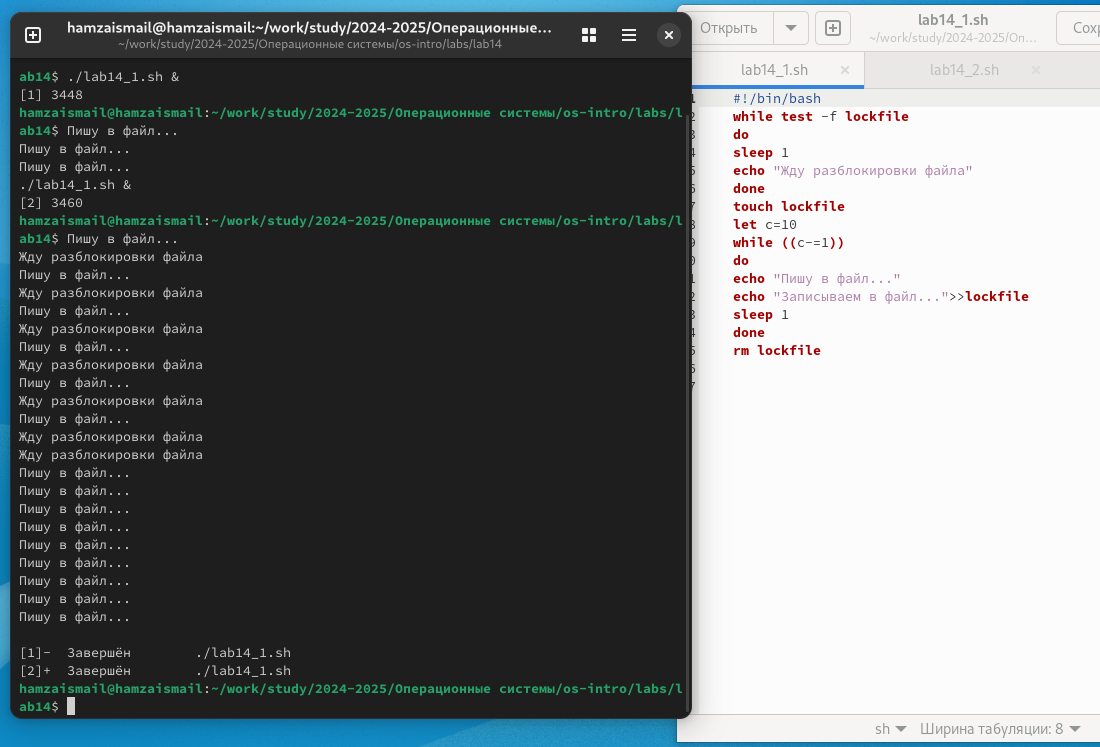 hamzaismail@hamzaismail:~/work/study/2024-2025/Операционные...
~/work/study/2024-2025/Операционные системы/os-intro/labs/lab14
ab14$ ./lab14_1.sh &
[1] 3448
hamzaismail@hamzaismail:~/work/study/2024-2025/Операционные системы/os-intro/labs/l
ab14$ Пишу в файл...
Пишу в файл...
Пишу в файл...
./lab14_1.sh &
[2] 3460
hamzaismail@hamzaismail:~/work/study/2024-2025/Операционные системы/os-intro/labs/l
ab14$ Пишу в файл...
Жду разблокировки файла
Пишу в файл...
Жду разблокировки файла
Пишу в файл...
Жду разблокировки файла
Пишу в файл...
Жду разблокировки файла
Пишу в файл...
Жду разблокировки файла
Пишу в файл...
Жду разблокировки файла
Жду разблокировки файла
Пишу в файл...
Пишу в файл...
Пишу в файл...
Пишу в файл...
Пишу в файл...
Пишу в файл...
Пишу в файл...
Пишу в файл...
Пишу в файл...
[1]-  Завершён        ./lab14_1.sh
[2]+  Завершён        ./lab14_1.sh
hamzaismail@hamzaismail:~/work/study/2024-2025/Операционные системы/os-intro/labs/l
ab14$
Открыть
lab14_1.sh
~/work/study/2024-2025/Оп...
Сох
lab14_1.sh
lab14_2.sh
1 #!/bin/bash
2 while test -f lockfile
3 do
4 sleep 1
5 echo "Жду разблокировки файла"
6 done
7 touch lockfile
8 let c=10
9 while ((c-=1))
0 do
1 echo "Пишу в файл..."
2 echo "Записываем в файл...">>lockfile
3 sleep 1
4 done
5 rm lockfile
6
7
sh
Ширина табуляции: 8